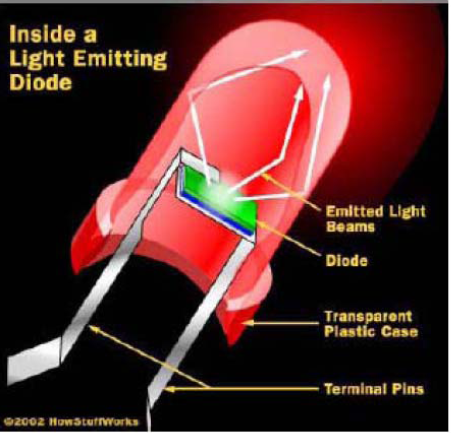 Inside a
Light Emitting
Diode
Emitted Light
Beams
Diode
Transparent
Plastic Case
Terminal Pins
©2002 HowStuffWorks